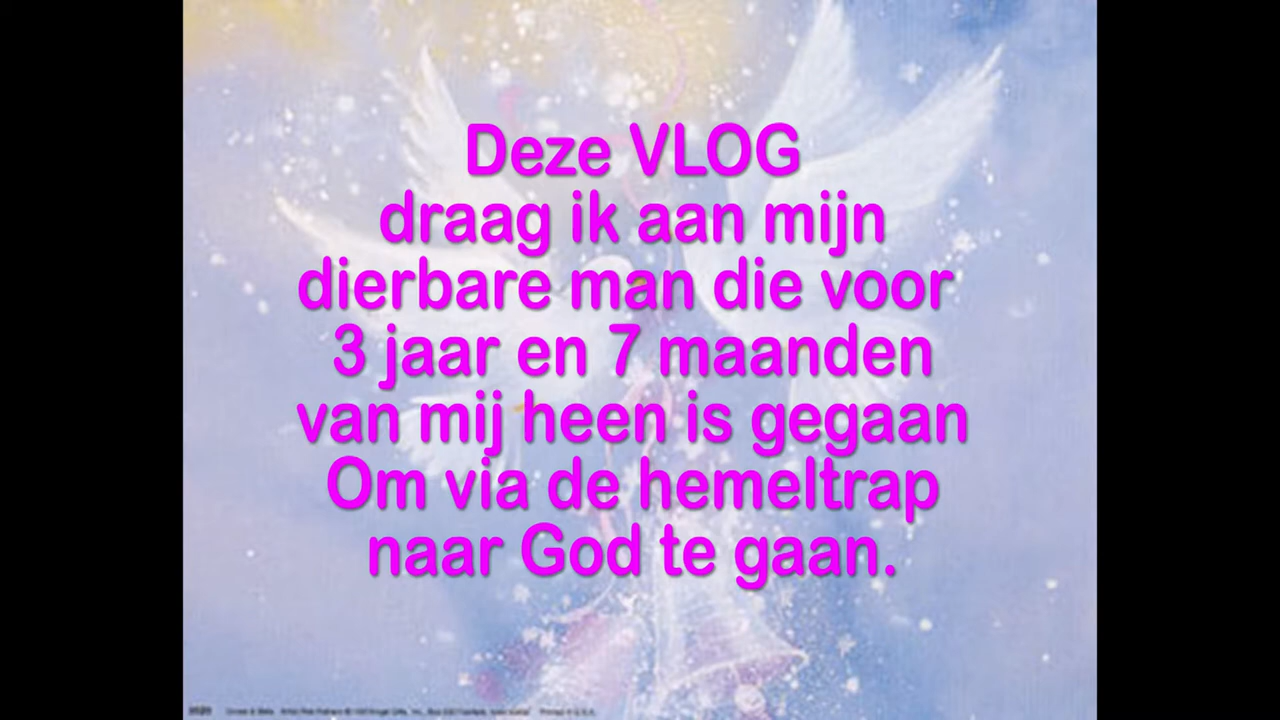 Deze VLOG
draag ik aan mijn
dierbare man die voor
3 jaar en 7 maanden
van mij heen is gegaan
Om via de hemeltrap
naar God te gaan.